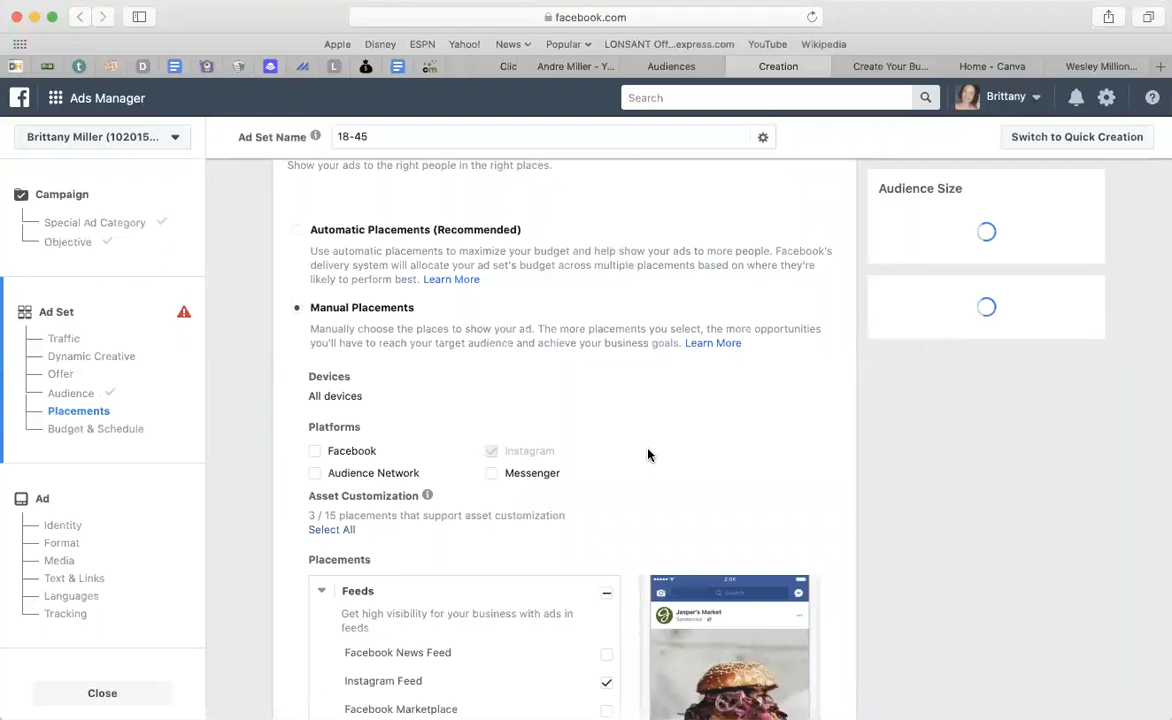 facebook.com
Apple Disney ESPN Yahoo! News Popular LONSANT Off...express.com YouTube Wikipedia
Clic Andre Miller - Y... Audiences Creation Create Your Bu... Home - Canva Wesley Million...
Ads Manager Search Brittany
Brittany Miller (102015... Ad Set Name 18-45 Switch to Quick Creation
Show your ads to the right people in the right places.
Audience Size
Campaign
Special Ad Category
Objective
Ad Set
Traffic
Dynamic Creative
Offer
Audience
Placements
Budget & Schedule
Ad
Identity
Format
Media
Text & Links
Languages
Tracking
Close
Automatic Placements (Recommended)
Use automatic placements to maximize your budget and help show your ads to more people. Facebook's
delivery system will allocate your ad set's budget across multiple placements based on where they're
likely to perform best. Learn More
Manual Placements
Manually choose the places to show your ad. The more placements you select, the more opportunities
you'll have to reach your target audience and achieve your business goals. Learn More
Devices
All devices
Platforms
Facebook Instagram
Audience Network Messenger
Asset Customization
3 / 15 placements that support asset customization
Select All
Placements
Feeds
Get high visibility for your business with ads in
feeds
Facebook News Feed
Instagram Feed
Facebook Marketplace
Search
Jasper's Market
Sponsored